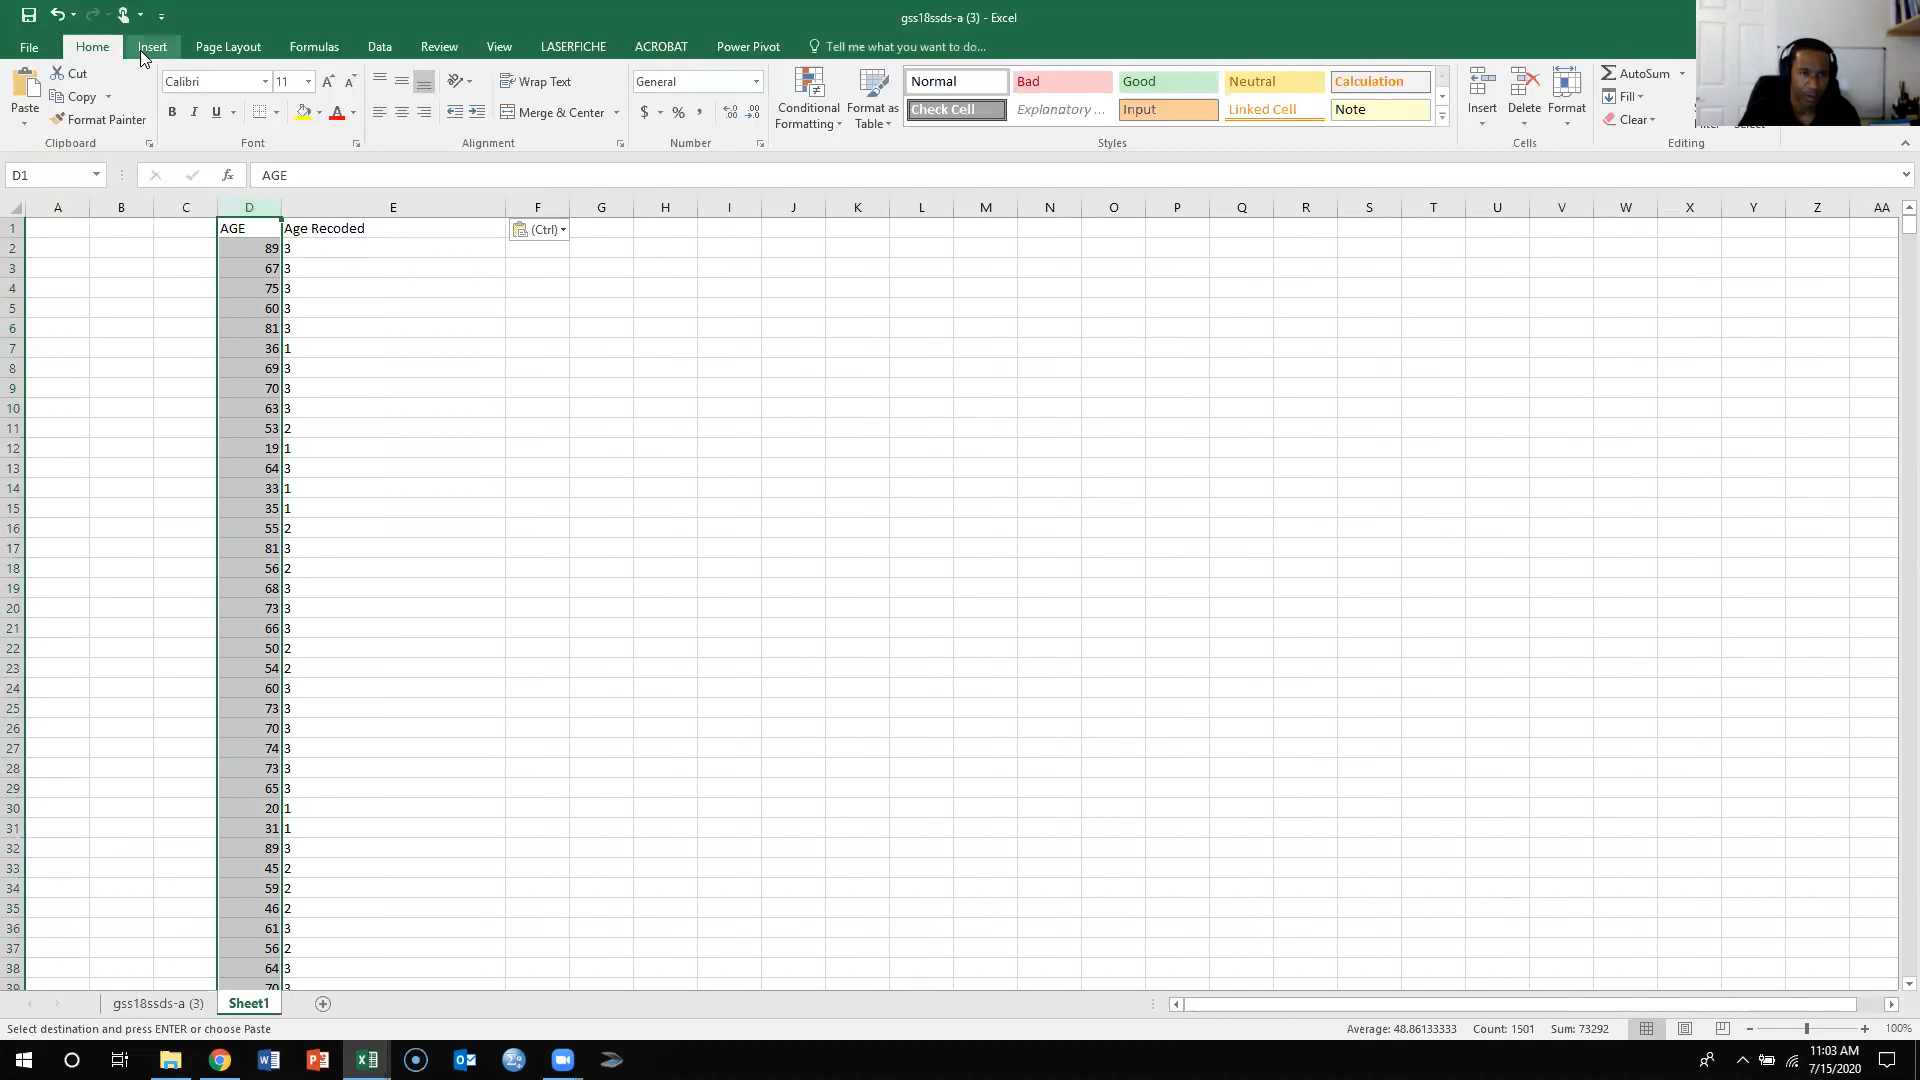 gss18ssds-a (3) - Excel
File Home Insert Page Layout Formulas Data Review View LASERFICHE ACROBAT Power Pivot Tell me what you want to do...
Paste Cut Copy Format Painter
Calibri 11 B I U
Wrap Text Merge & Center
General $ %
Conditional Formatting Format as Table
Normal Bad Good Neutral Calculation
Check Cell Explanatory ... Input Linked Cell Note
Insert Delete Format
AutoSum Fill Clear
Clipboard Font Alignment Number Styles Cells Editing
D1 fx AGE
A B C D E F G H I J K L M N O P Q R S T U V W X Y Z AA
1 AGE Age Recoded (Ctrl)
2 89 3
3 67 3
4 75 3
5 60 3
6 81 3
7 36 1
8 69 3
9 70 3
10 63 3
11 53 2
12 19 1
13 64 3
14 33 1
15 35 1
16 55 2
17 81 3
18 56 2
19 68 3
20 73 3
21 66 3
22 50 2
23 54 2
24 60 3
25 73 3
26 70 3
27 74 3
28 73 3
29 65 3
30 20 1
31 31 1
32 89 3
33 45 2
34 59 2
35 46 2
36 61 3
37 56 2
38 64 3
39 70 3
gss18ssds-a (3) Sheet1
Select destination and press ENTER or choose Paste Average: 48.86133333 Count: 1501 Sum: 73292 100%
11:03 AM
7/15/2020